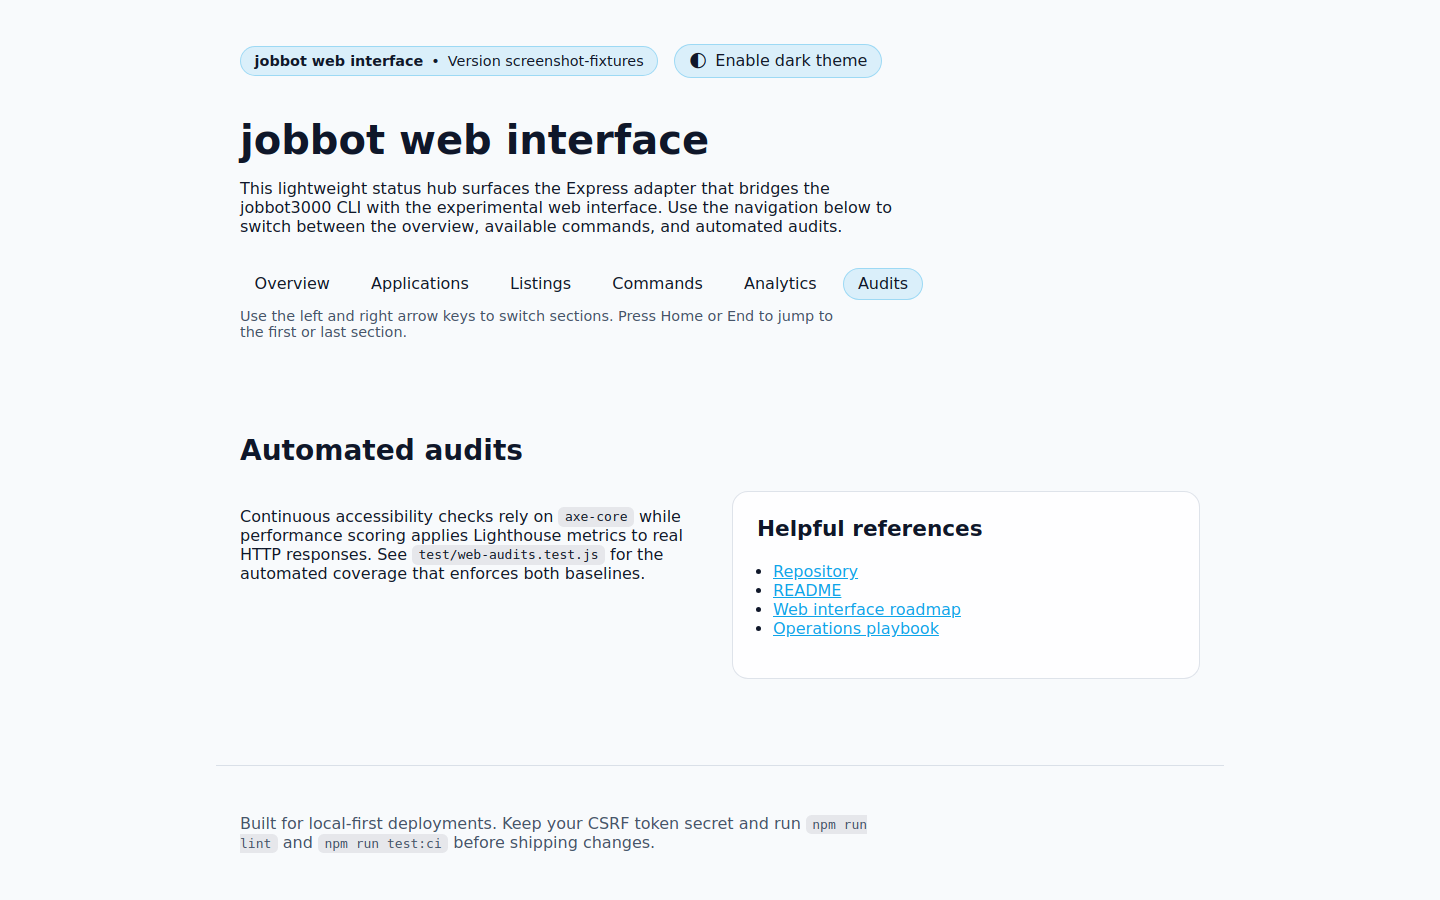 jobbot web interface • Version screenshot-fixtures
Enable dark theme
jobbot web interface
This lightweight status hub surfaces the Express adapter that bridges the
jobbot3000 CLI with the experimental web interface. Use the navigation below to
switch between the overview, available commands, and automated audits.
Overview Applications Listings Commands Analytics Audits
Use the left and right arrow keys to switch sections. Press Home or End to jump to
the first or last section.
Automated audits
Continuous accessibility checks rely on axe-core while
performance scoring applies Lighthouse metrics to real
HTTP responses. See test/web-audits.test.js for the
automated coverage that enforces both baselines.
Helpful references
• Repository
• README
• Web interface roadmap
• Operations playbook
Built for local-first deployments. Keep your CSRF token secret and run npm run
lint and npm run test:ci before shipping changes.